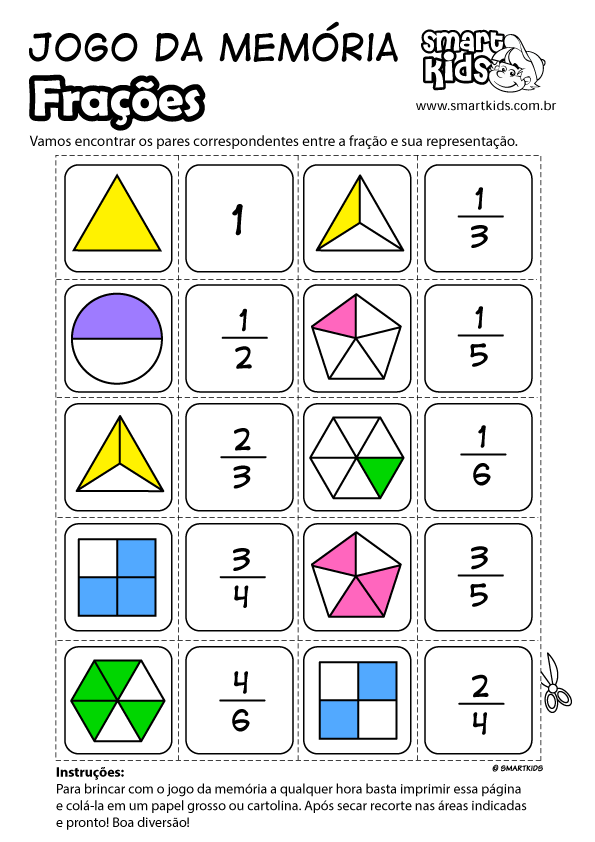 JOGO DA MEMÓRIA
Frações
smart
kids
www.smartkids.com.br
Vamos encontrar os pares correspondentes entre a fração e sua representação.
1
1
3
1
2
1
5
2
3
1
6
3
4
3
5
4
6
2
4
© SMARTKIDS
Instruções:
Para brincar com o jogo da memória a qualquer hora basta imprimir essa página
e colá-la em um papel grosso ou cartolina. Após secar recorte nas áreas indicadas
e pronto! Boa diversão!